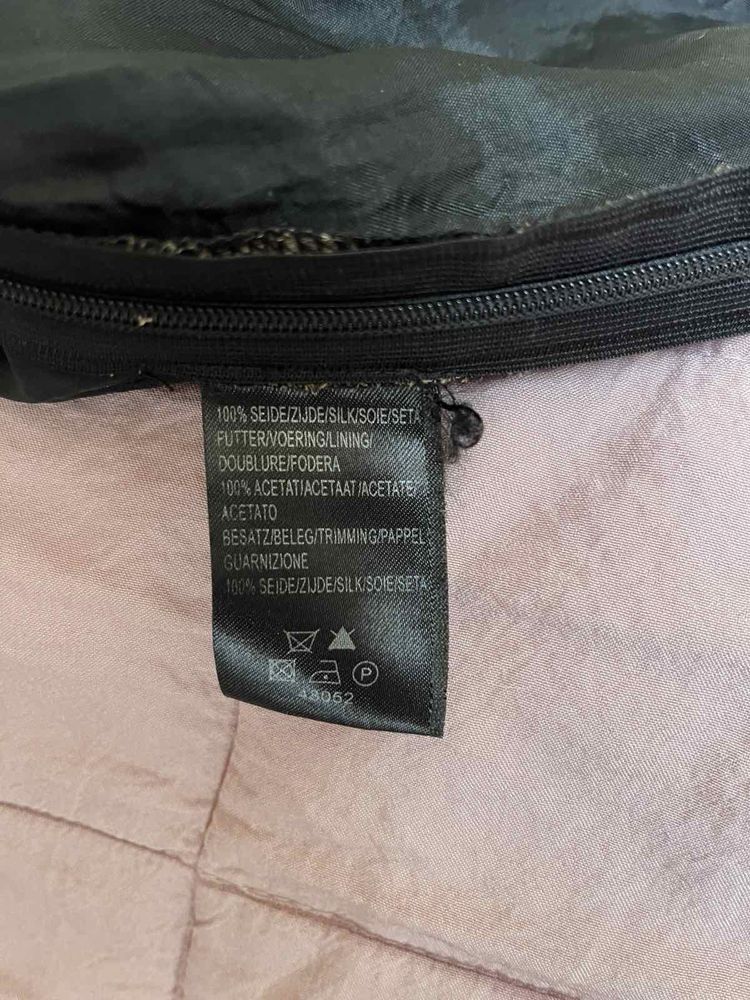 100% SEIDE/ZIJDE/SILK/SOIE/SETA
FUTTER/VOERING/LINING/
DOUBLURE/FODERA
100% ACETAT/ACETAAT/ACETATE/
ACETATO
BESATZ/BELEG/TRIMMING/PAPPEL
GUARNIZIONE
100% SEIDE/ZIJDE/SILK/SOIE/SETA
P
48052